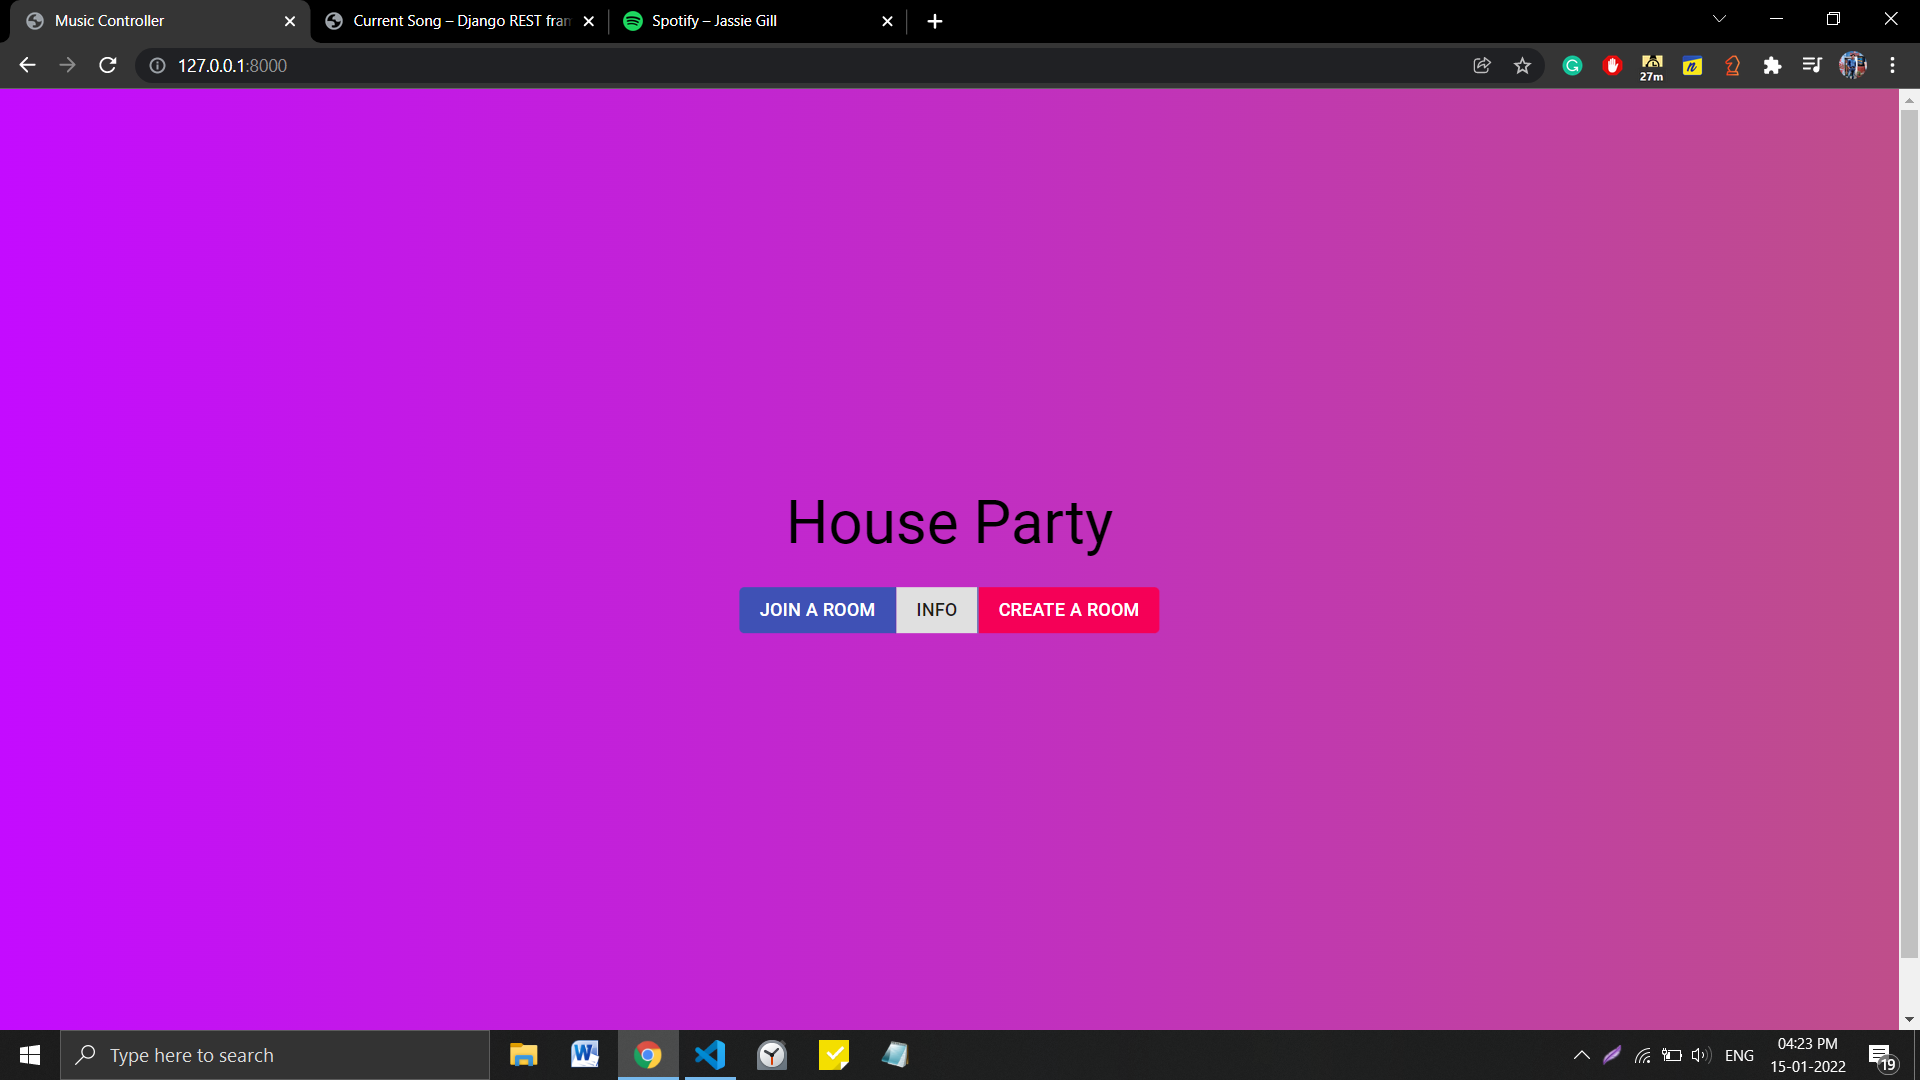 Music Controller
Current Song – Django REST fram
Spotify – Jassie Gill
127.0.0.1:8000
27m
House Party
JOIN A ROOM
INFO
CREATE A ROOM
Type here to search
ENG
04:23 PM
15-01-2022
19